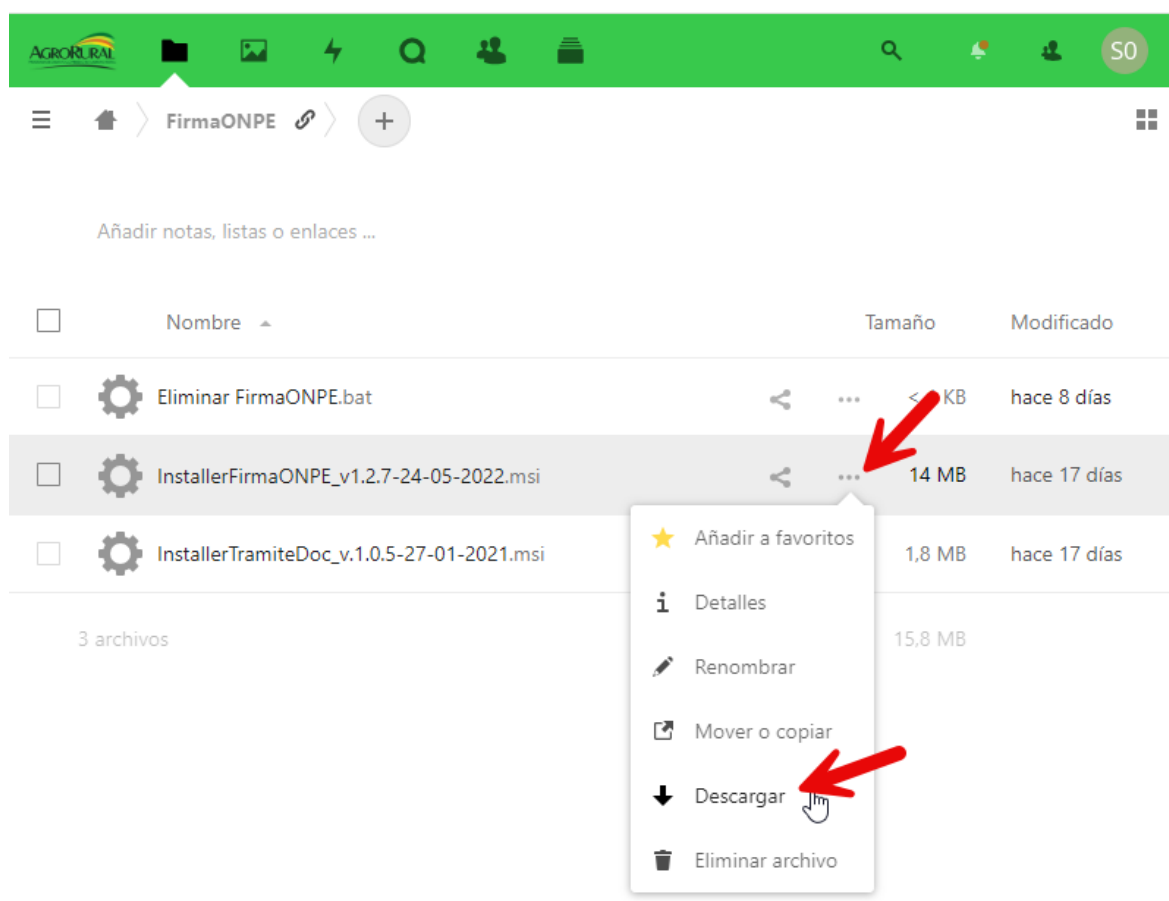 AGRORURAL
S0
FirmaONPE
Añadir notas, listas o enlaces ...
Nombre Tamaño Modificado
Eliminar FirmaONPE.bat < KB hace 8 días
InstallerFirmaONPE_v1.2.7-24-05-2022.msi 14 MB hace 17 días
InstallerTramiteDoc_v.1.0.5-27-01-2021.msi 1,8 MB hace 17 días
3 archivos 15,8 MB
Añadir a favoritos
Detalles
Renombrar
Mover o copiar
Descargar
Eliminar archivo